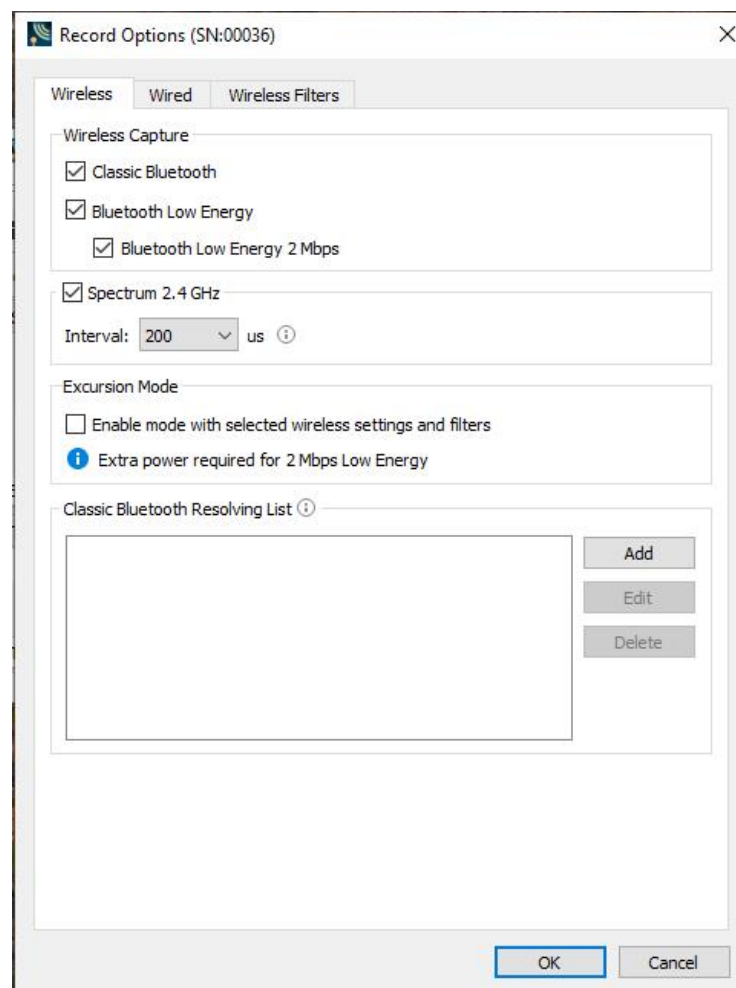 Record Options (SN:00036)
Wireless Wired Wireless Filters
Wireless Capture
Classic Bluetooth
Bluetooth Low Energy
Bluetooth Low Energy 2 Mbps
Spectrum 2.4 GHz
Interval: 200 us
Excursion Mode
Enable mode with selected wireless settings and filters
Extra power required for 2 Mbps Low Energy
Classic Bluetooth Resolving List
Add
Edit
Delete
OK Cancel